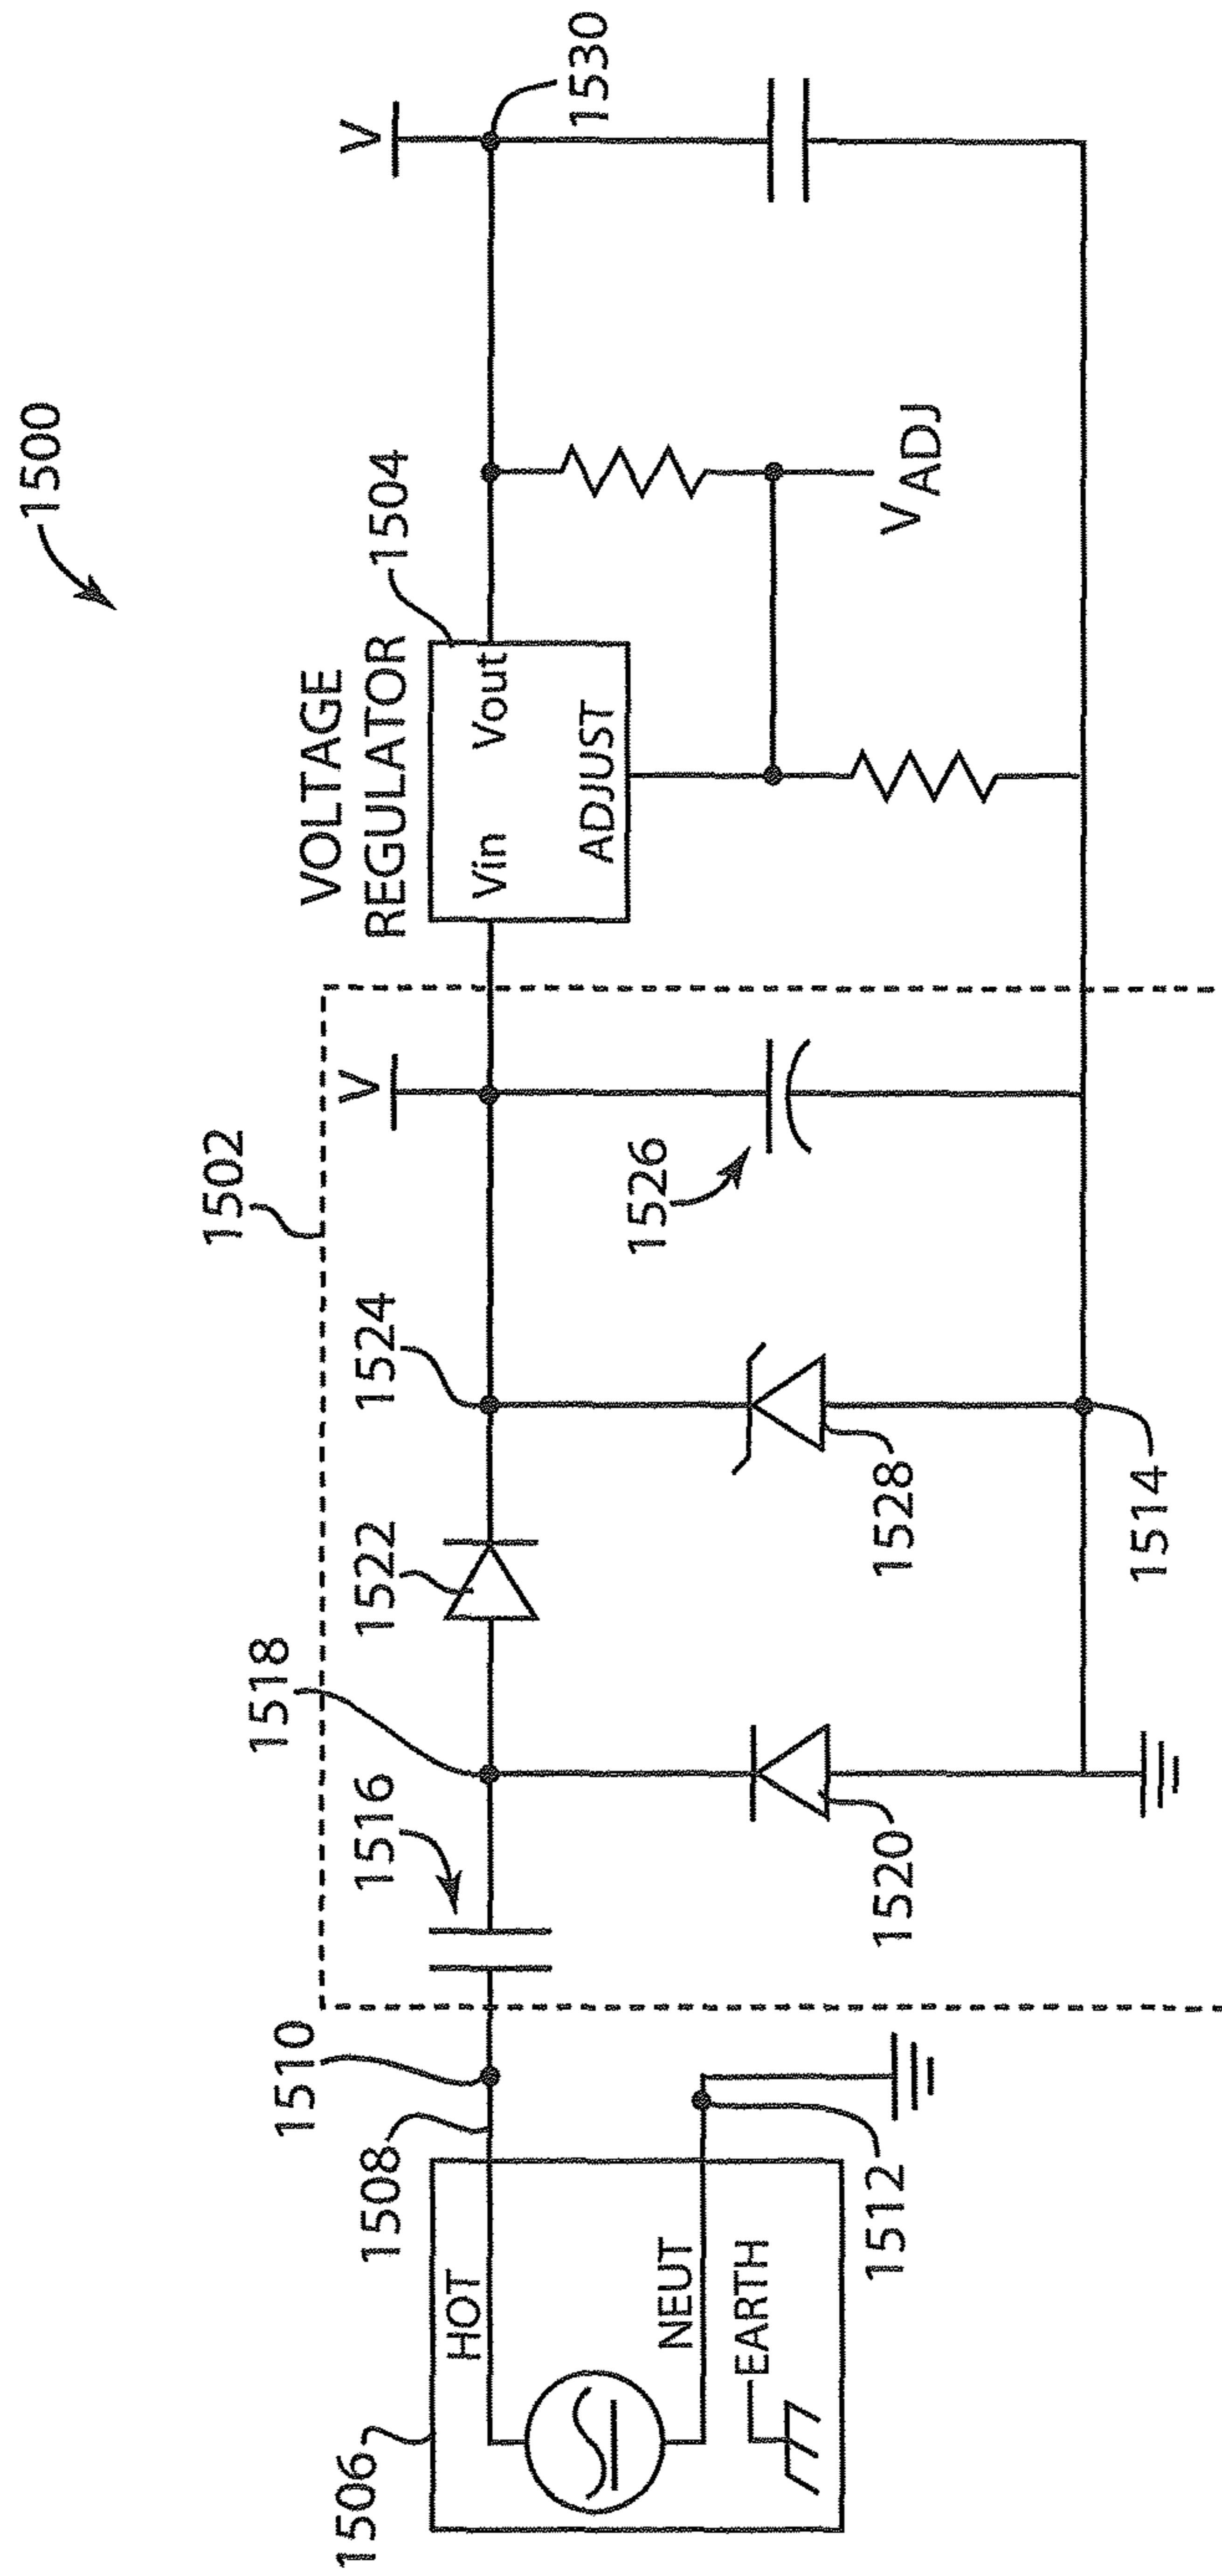 1500
1502
VOLTAGE
REGULATOR
1504
Vin
Vout
ADJUST
V
V
1530
VADJ
1506
HOT
NEUT
EARTH
1508
1510
1512
1516
1518
1520
1522
1524
1526
1528
1514